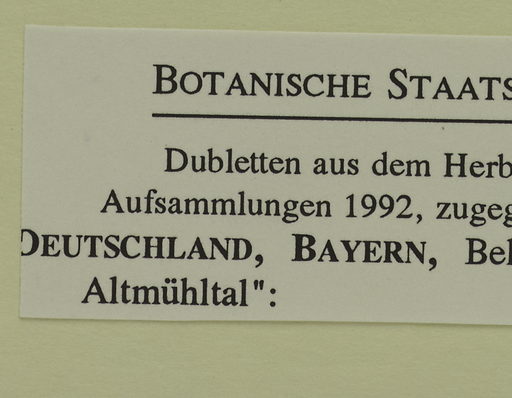 BOTANISCHE STAATS
Dubletten aus dem Herb
Aufsammlungen 1992, zugeg
DEUTSCHLAND, BAYERN, Bel
Altmühltal":